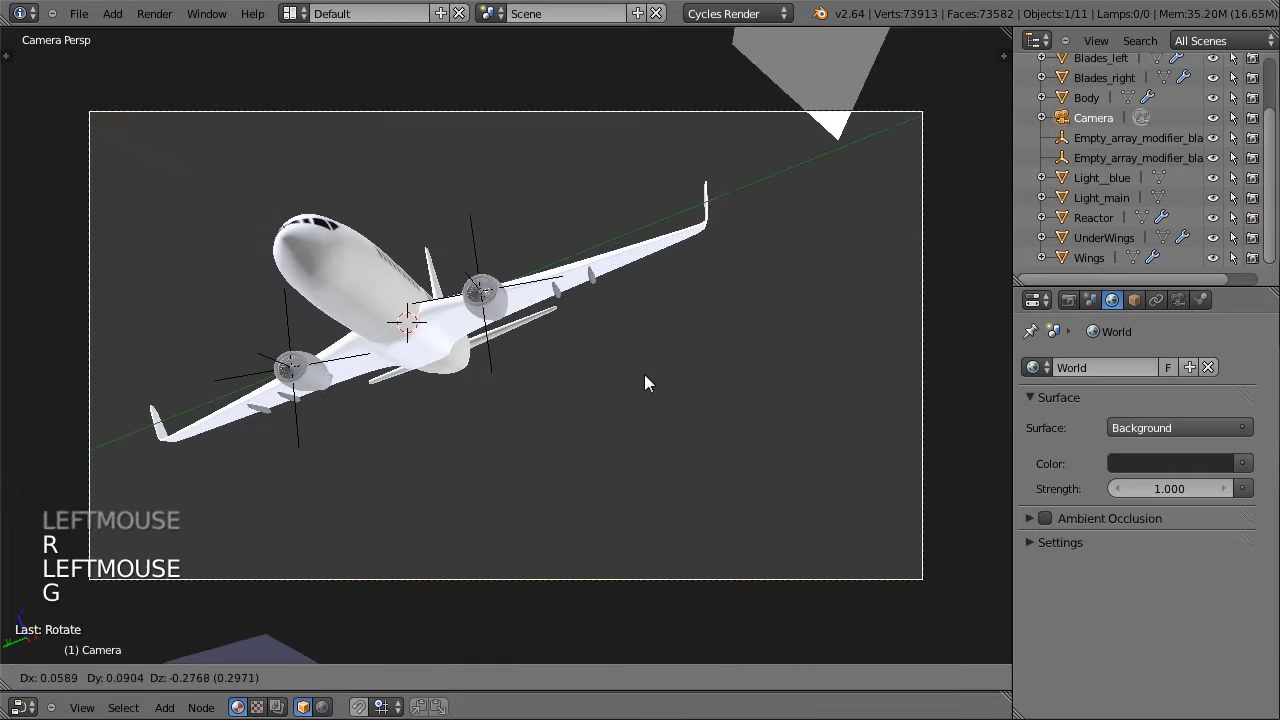 File Add Render Window Help Default Scene Cycles Render v2.64 | Verts:73913 | Faces:73582 | Objects:1/11 | Lamps:0/0 | Mem:35.20M (16.65M)
Camera Persp
View Search All Scenes
Blades_left
Blades_right
Body
Camera
Empty_array_modifier_bla
Empty_array_modifier_bla
Light__blue
Light_main
Reactor
UnderWings
Wings
World
World F
Surface
Surface: Background
Color:
Strength: 1.000
Ambient Occlusion
Settings
LEFTMOUSE
R
LEFTMOUSE
G
Last: Rotate
(1) Camera
Dx: 0.0589 Dy: 0.0904 Dz: -0.2768 (0.2971)
View Select Add Node